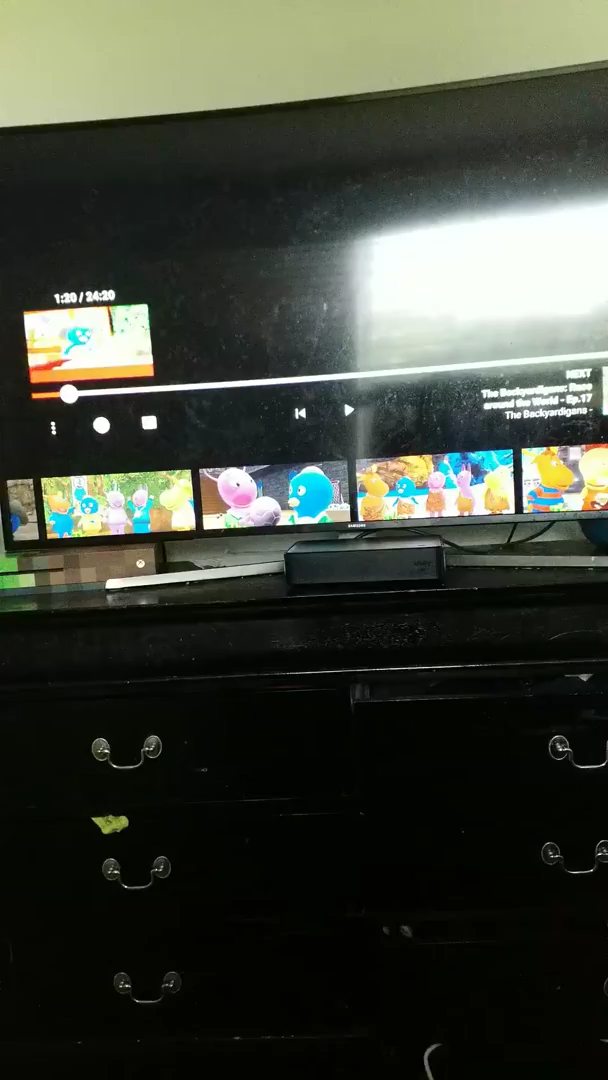 1:20 / 24:20
NEXT
The Backyardigans: Race
around the World - Ep.17
The Backyardigans -
SAMSUNG